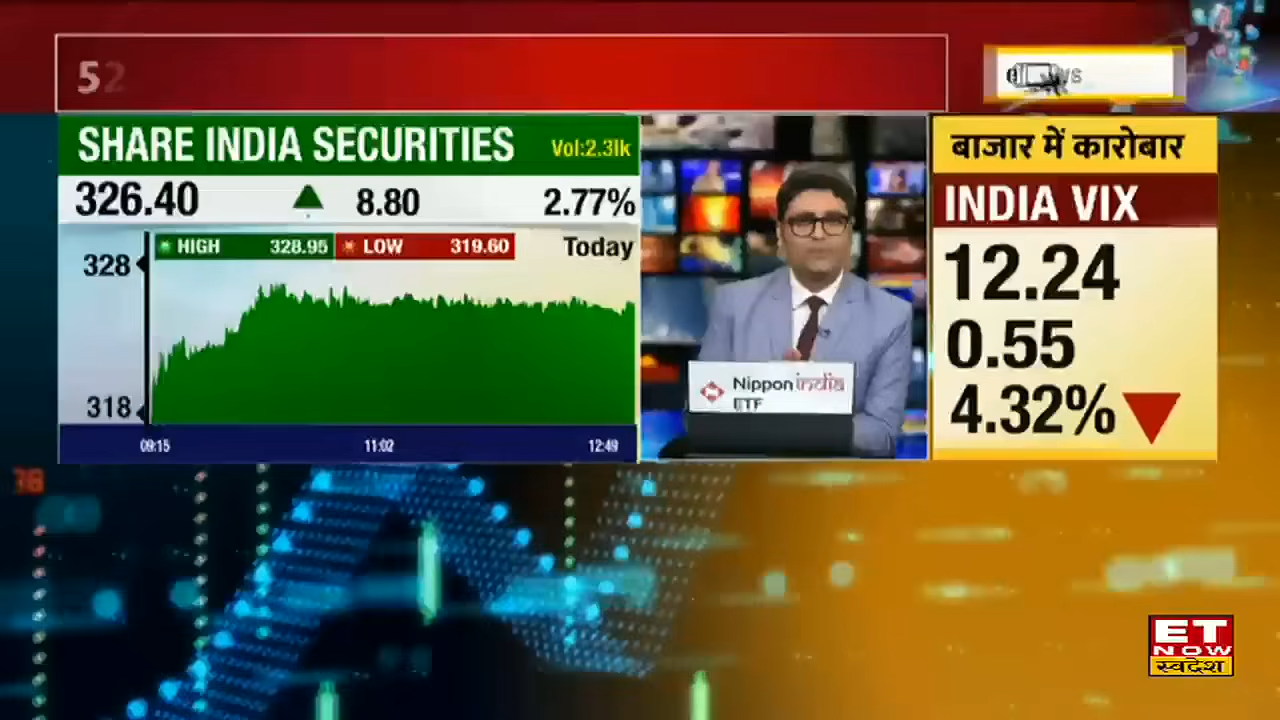 52
SHARE INDIA SECURITIES Vol:2.3lk
326.40 8.80 2.77%
HIGH 328.95 LOW 319.60 Today
328
318
09:15 11:02 12:49
Nippon india
ETF
बाजार में कारोबार
INDIA VIX
12.24
0.55
4.32%
ET
NOW
स्वदेश